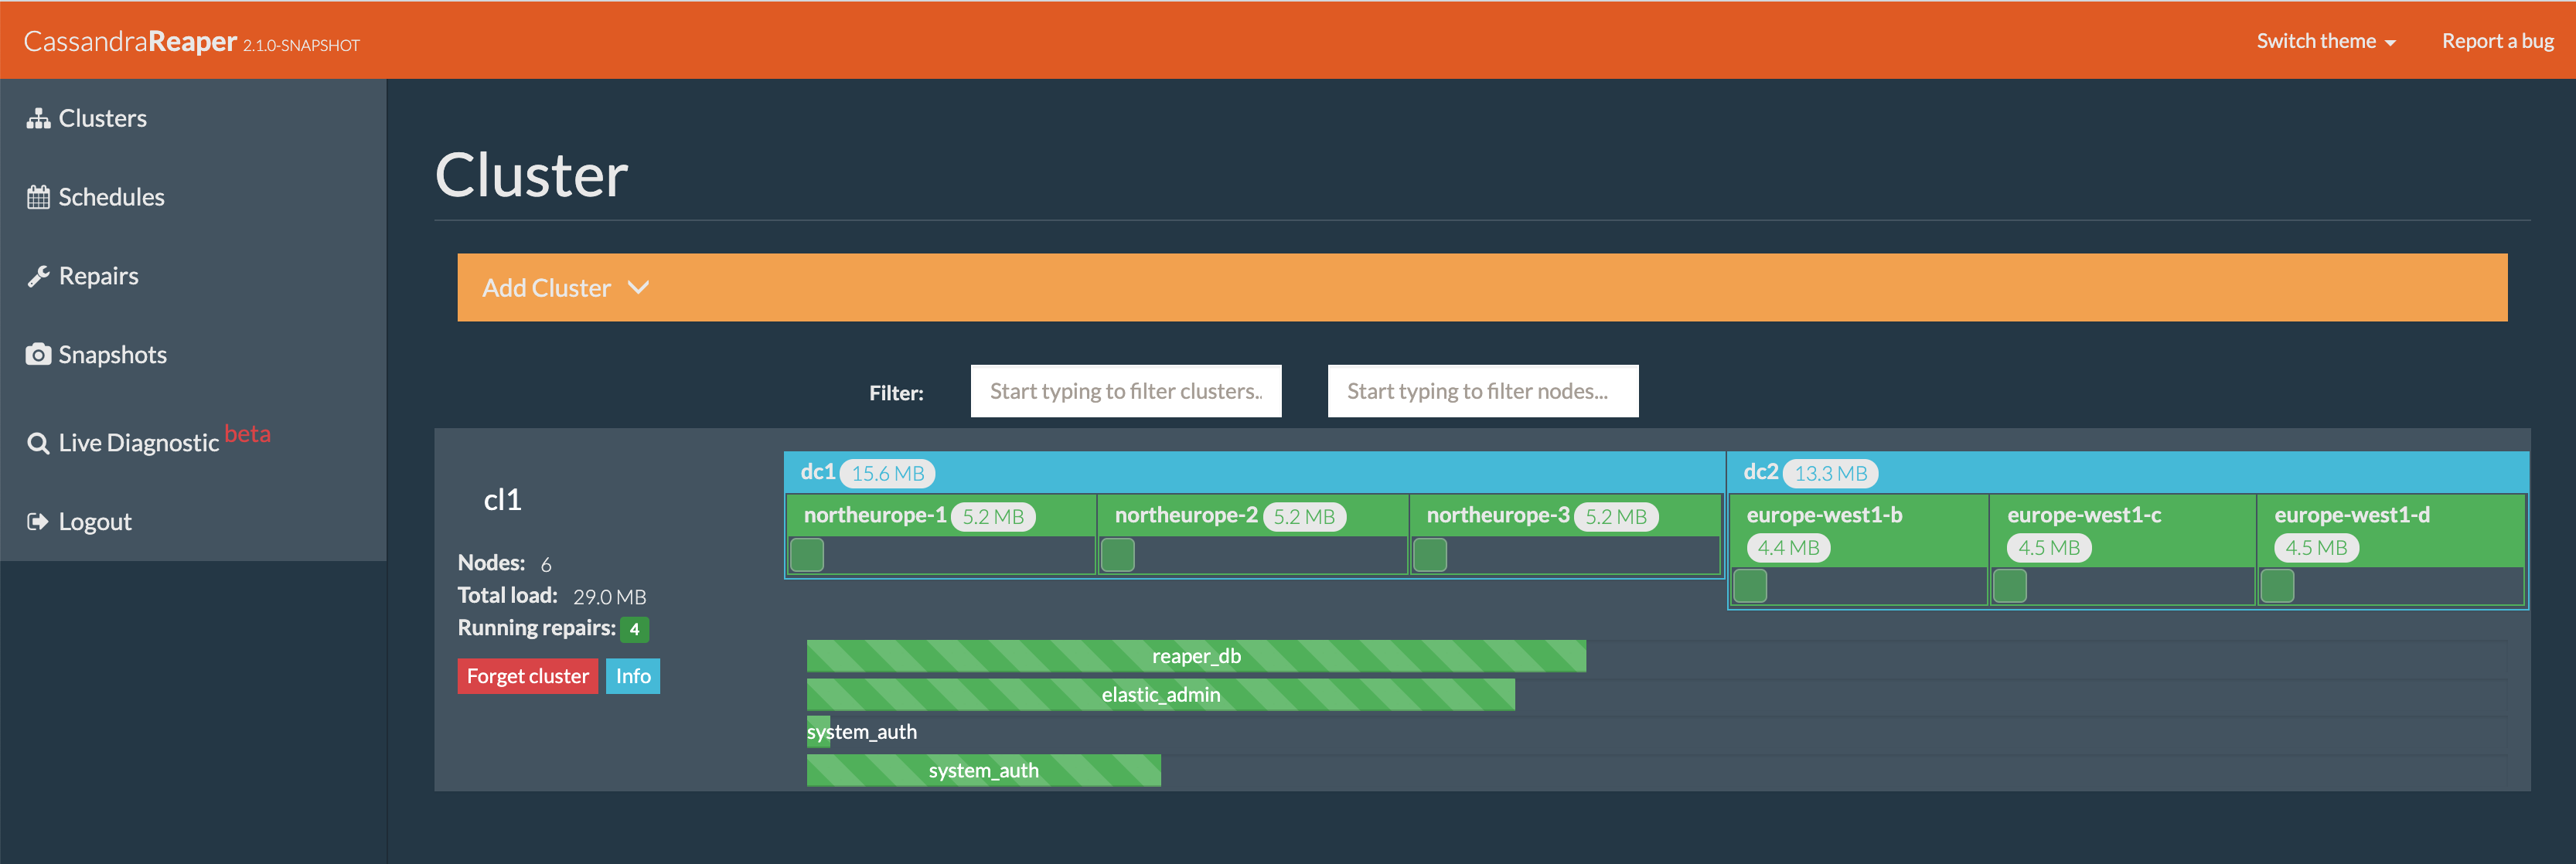 CassandraReaper 2.1.0-SNAPSHOT
Switch theme
Report a bug
Clusters
Schedules
Repairs
Snapshots
Live Diagnostic beta
Logout
Cluster
Add Cluster
Filter:
Start typing to filter clusters..
Start typing to filter nodes...
cl1
Nodes: 6
Total load: 29.0 MB
Running repairs: 4
Forget cluster
Info
dc1 15.6 MB
northeurope-1 5.2 MB
northeurope-2 5.2 MB
northeurope-3 5.2 MB
dc2 13.3 MB
europe-west1-b
4.4 MB
europe-west1-c
4.5 MB
europe-west1-d
4.5 MB
reaper_db
elastic_admin
system_auth
system_auth